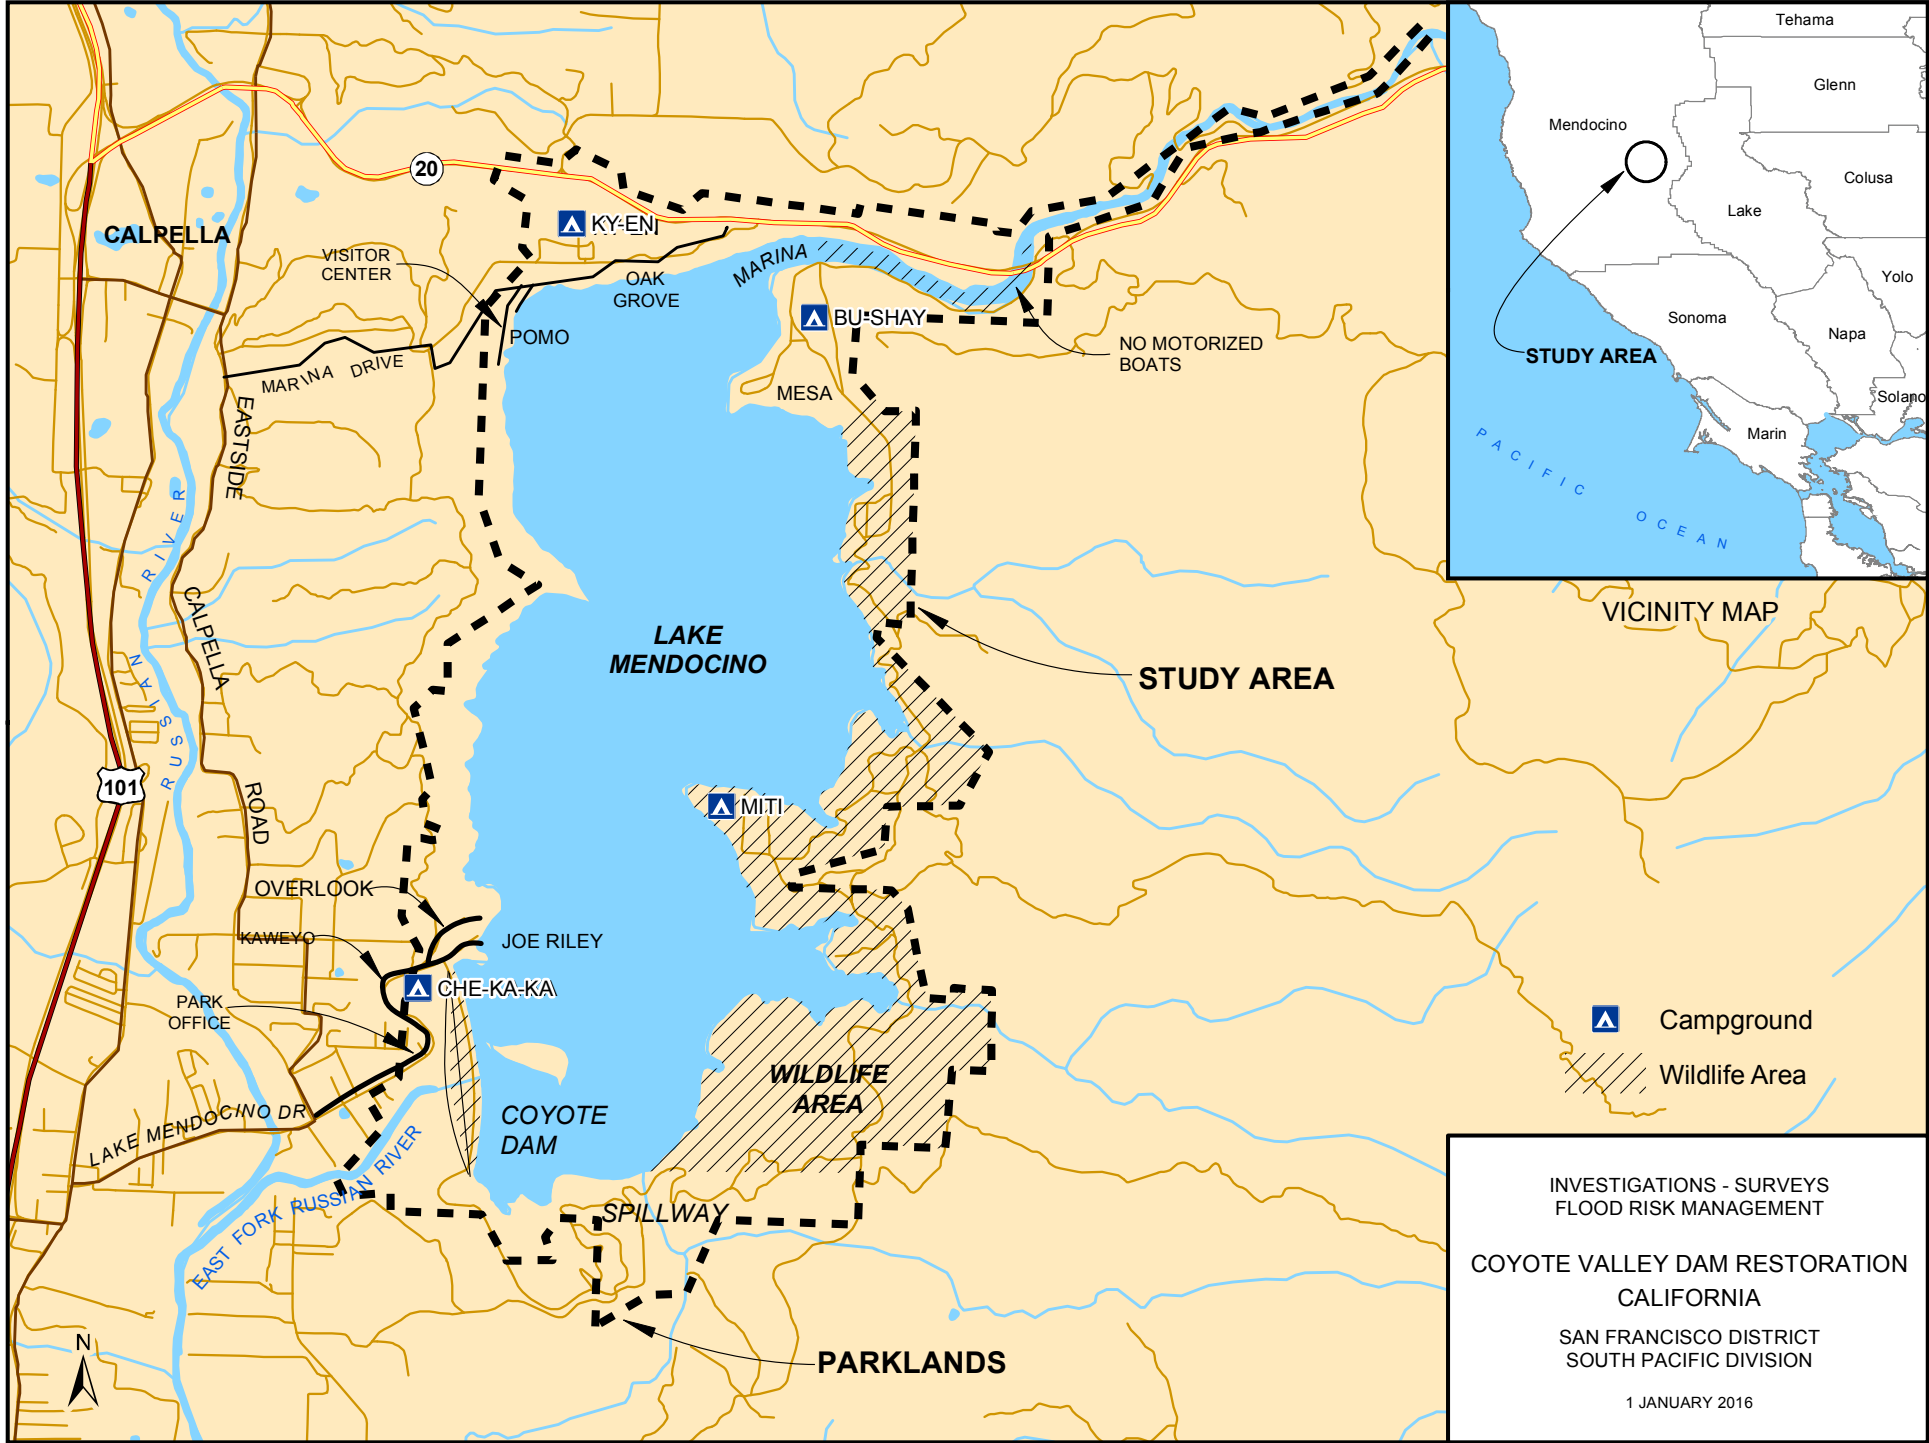 20
CALPELLA
VISITOR
CENTER
KY-EN
OAK
GROVE
MARINA
POMO
BU-SHAY
NO MOTORIZED
BOATS
MARINA DRIVE
MESA
EASTSIDE
CALPELLA
ROAD
RUSSIAN RIVER
LAKE
MENDOCINO
STUDY AREA
101
MITI
OVERLOOK
KAWEYO
JOE RILEY
CHE-KA-KA
PARK
OFFICE
WILDLIFE
AREA
COYOTE
DAM
LAKE MENDOCINO DR
EAST FORK RUSSIAN RIVER
SPILLWAY
PARKLANDS
N
Tehama
Glenn
Mendocino
Colusa
Lake
Yolo
Sonoma
Napa
STUDY AREA
Solano
Marin
PACIFIC OCEAN
VICINITY MAP
Campground
Wildlife Area
INVESTIGATIONS - SURVEYS
FLOOD RISK MANAGEMENT
COYOTE VALLEY DAM RESTORATION
CALIFORNIA
SAN FRANCISCO DISTRICT
SOUTH PACIFIC DIVISION
1 JANUARY 2016